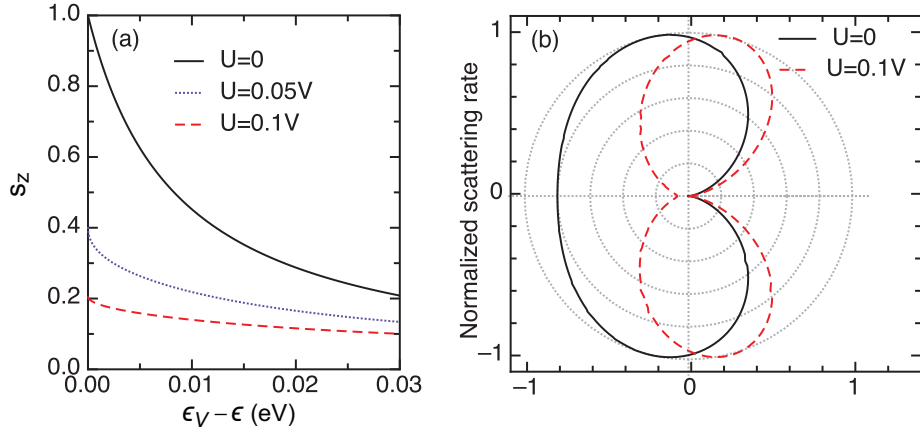 (a)
U=0
U=0.05V
U=0.1V
1.0
0.8
0.6
0.4
0.2
0.0
s_z
0.00
0.01
0.02
0.03
ϵ_V − ϵ (eV)
(b)
U=0
U=0.1V
Normalized scattering rate
1
0
−1
−1
0
1